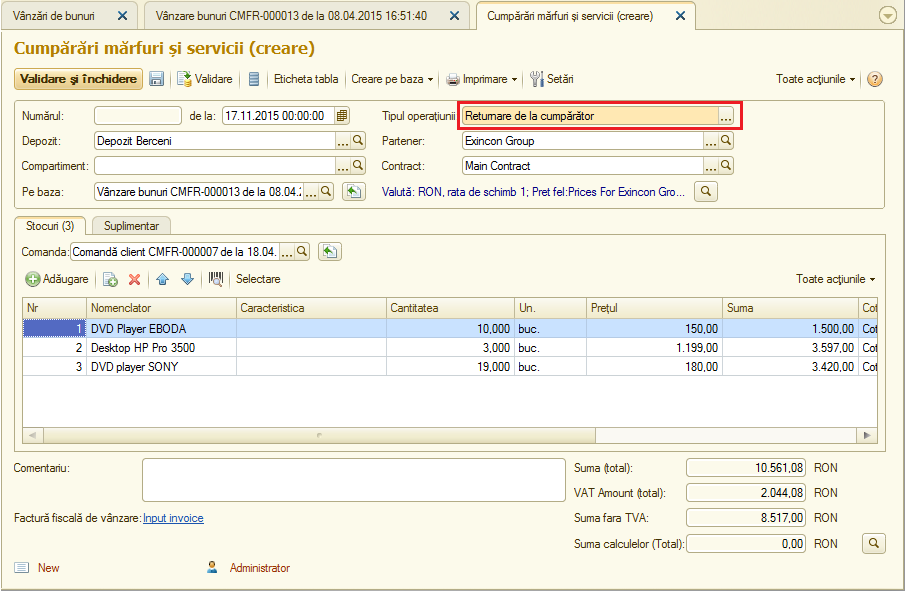 Vânzări de bunuri Vânzare bunuri CMFR-000013 de la 08.04.2015 16:51:40 Cumpărări mărfuri și servicii (creare)
Cumpărări mărfuri și servicii (creare)
Validare și închidere Validare Eticheta tabla Creare pe baza Imprimare Setări Toate acțiunile
Numărul: de la: 17.11.2015 00:00:00 Tipul operațiunii Returnare de la cumpărător ...
Depozit: Depozit Berceni ... Partener: Exincon Group ...
Compartiment: ... Contract: Main Contract ...
Pe baza: Vânzare bunuri CMFR-000013 de la 08.04.2 ... Valută: RON, rata de schimb 1; Pret fel:Prices For Exincon Gro...
Stocuri (3) Suplimentar
Comanda: Comandă client CMFR-000007 de la 18.04. ...
Adăugare Selectare Toate acțiunile
Nr Nomenclator Caracteristica Cantitatea Un. Prețul Suma Cot
1 DVD Player EBODA 10,000 buc. 150,00 1.500,00 Cot
2 Desktop HP Pro 3500 3,000 buc. 1.199,00 3.597,00 Cot
3 DVD player SONY 19,000 buc. 180,00 3.420,00 Cot
Comentariu: Suma (total): 10.561,08 RON
VAT Amount (total): 2.044,08 RON
Factură fiscală de vânzare: Input invoice Suma fara TVA: 8.517,00 RON
Suma calculelor (Total): 0,00 RON
New Administrator